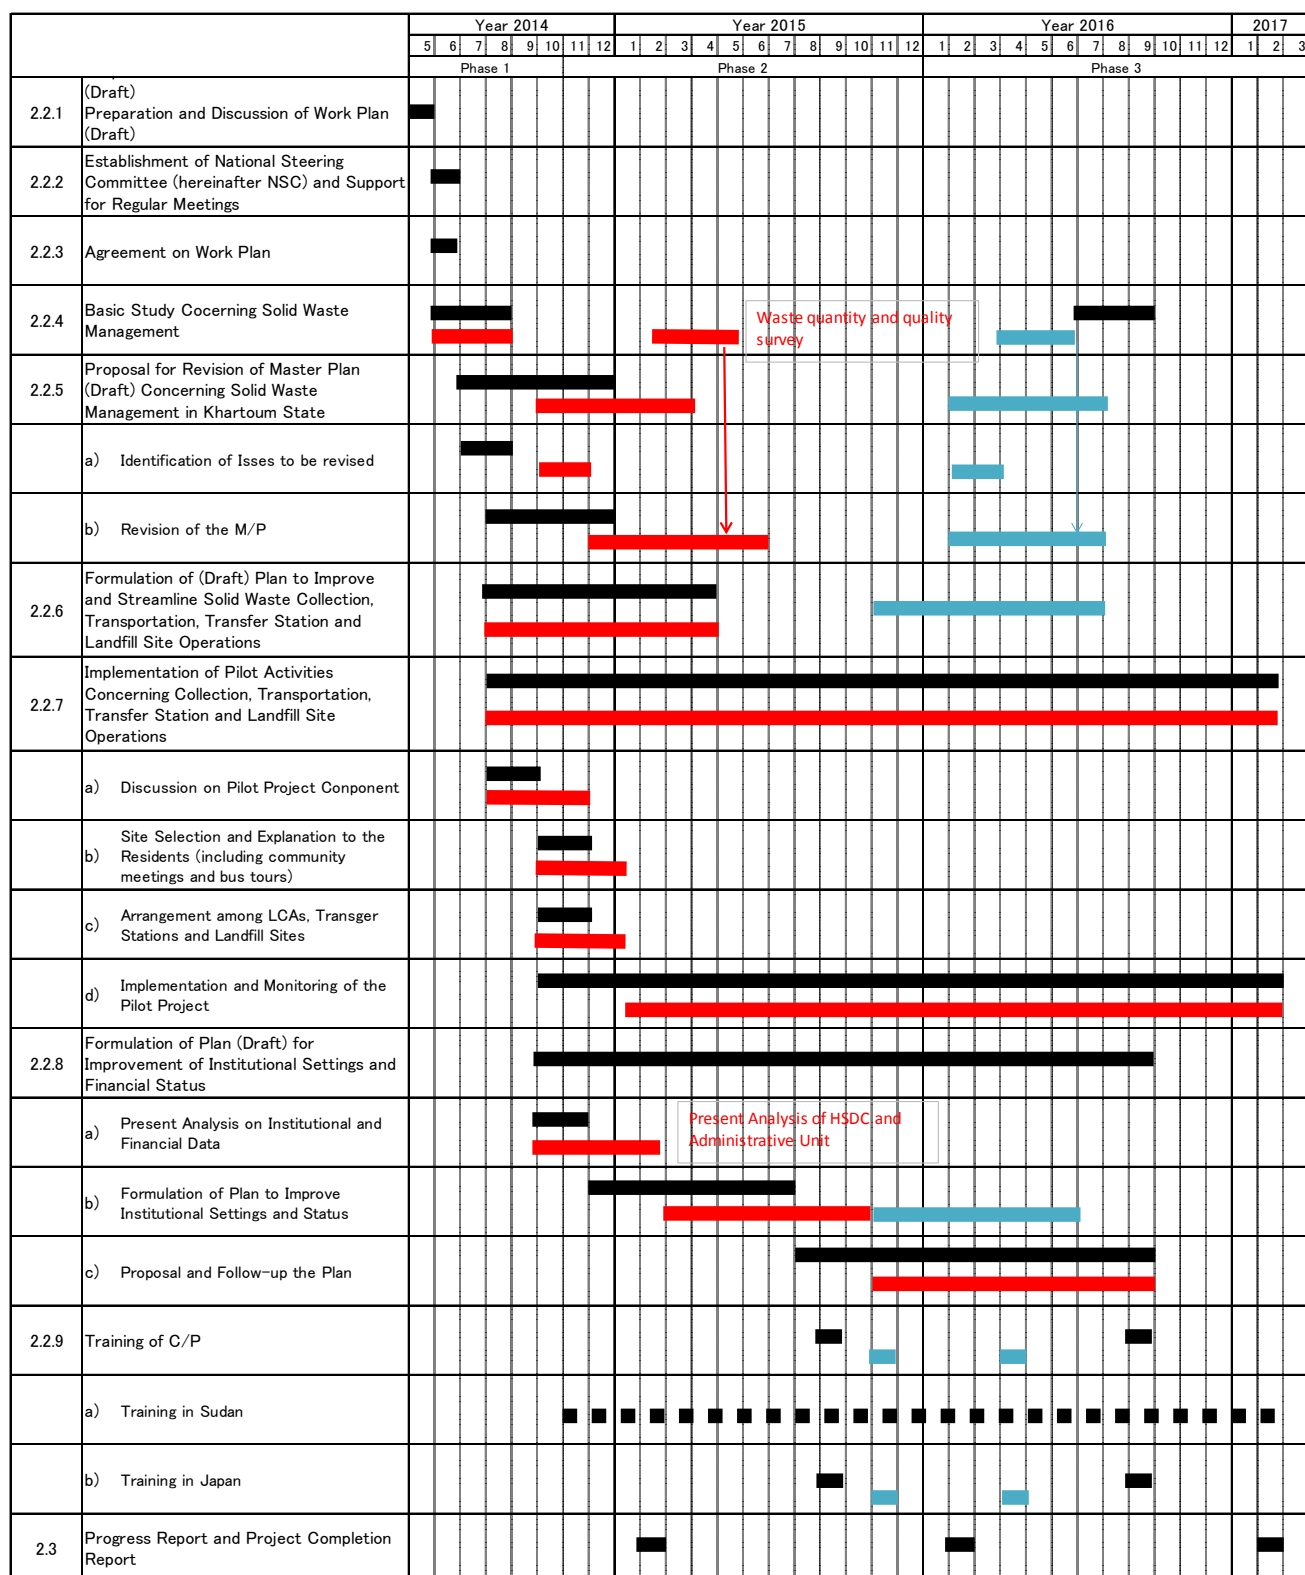 Year 2014 Year 2015 Year 2016 2017
5 6 7 8 9 10 11 12 1 2 3 4 5 6 7 8 9 10 11 12 1 2 3 4 5 6 7 8 9 10 11 12 1 2 3
Phase 1 Phase 2 Phase 3
(Draft)
2.2.1 Preparation and Discussion of Work Plan
(Draft)
Establishment of National Steering
2.2.2 Committee (hereinafter NSC) and Support
for Regular Meetings
2.2.3 Agreement on Work Plan
2.2.4 Basic Study Cocerning Solid Waste
Management
Waste quantity and quality
survey
Proposal for Revision of Master Plan
2.2.5 (Draft) Concerning Solid Waste
Management in Khartoum State
a) Identification of Isses to be revised
b) Revision of the M/P
Formulation of (Draft) Plan to Improve
2.2.6 and Streamline Solid Waste Collection,
Transportation, Transfer Station and
Landfill Site Operations
Implementation of Pilot Activities
2.2.7 Concerning Collection, Transportation,
Transfer Station and Landfill Site
Operations
a) Discussion on Pilot Project Conponent
Site Selection and Explanation to the
b) Residents (including community
meetings and bus tours)
c) Arrangement among LCAs, Transger
Stations and Landfill Sites
d) Implementation and Monitoring of the
Pilot Project
Formulation of Plan (Draft) for
2.2.8 Improvement of Institutional Settings and
Financial Status
a) Present Analysis on Institutional and
Financial Data
Present Analysis of HSDC and
Administrative Unit
b) Formulation of Plan to Improve
Institutional Settings and Status
c) Proposal and Follow-up the Plan
2.2.9 Training of C/P
a) Training in Sudan
b) Training in Japan
2.3 Progress Report and Project Completion
Report